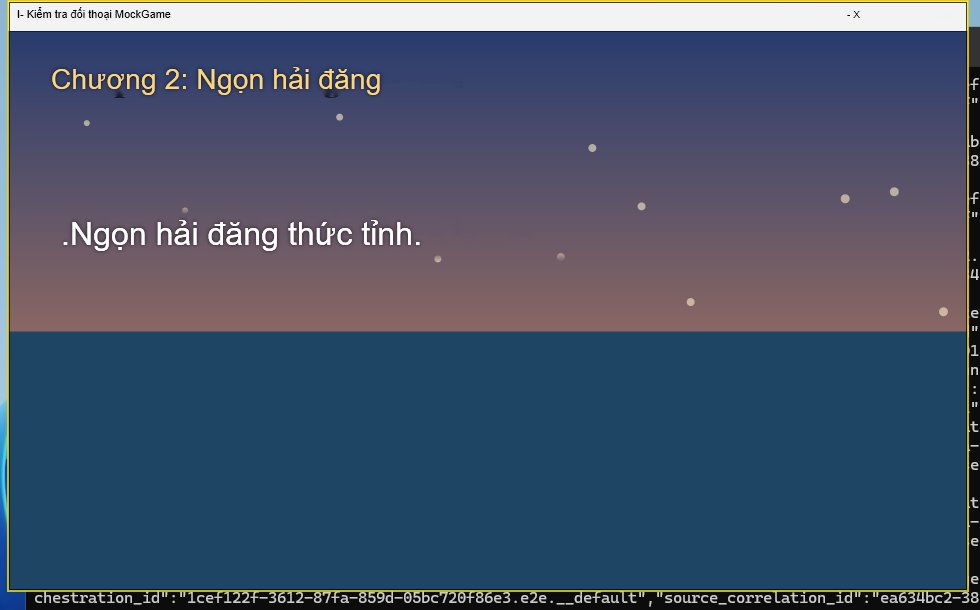 I- Kiểm tra đối thoại MockGame
- X
Chương 2: Ngọn hải đăng
.Ngọn hải đăng thức tỉnh.
chestration_id":"1cef122f-3612-87fa-859d-05bc720f86e3.e2e.__default","source_correlation_id":"ea634bc2-38